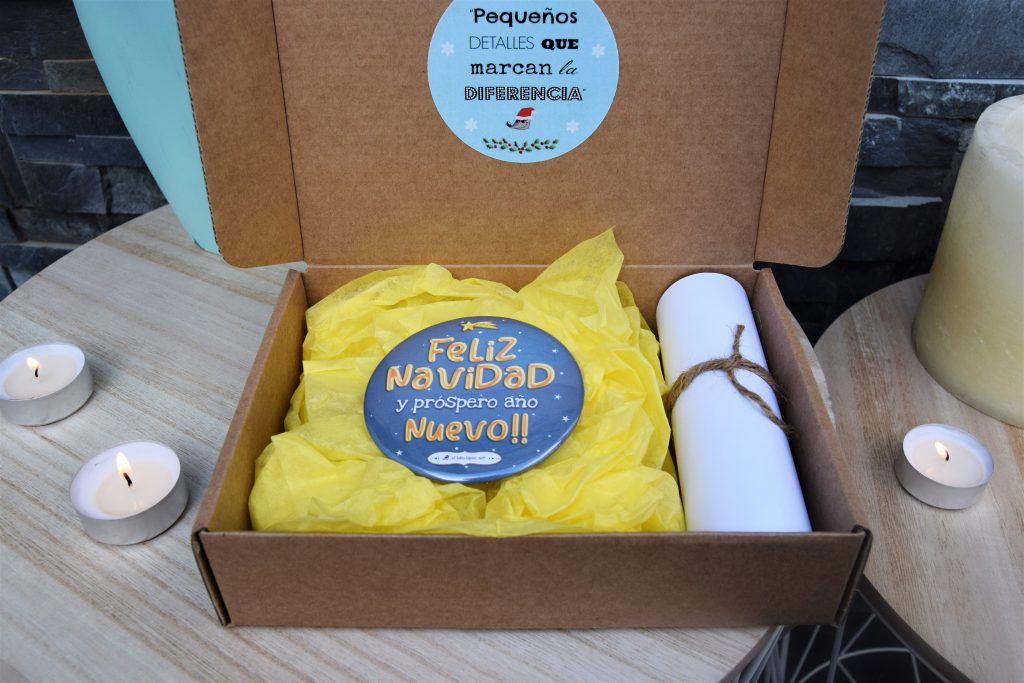 "Pequeños
DETALLES QUE
marcan la
DIFERENCIA"
FELIZ
NAVIDAD
y próspero año
NUEVO!!